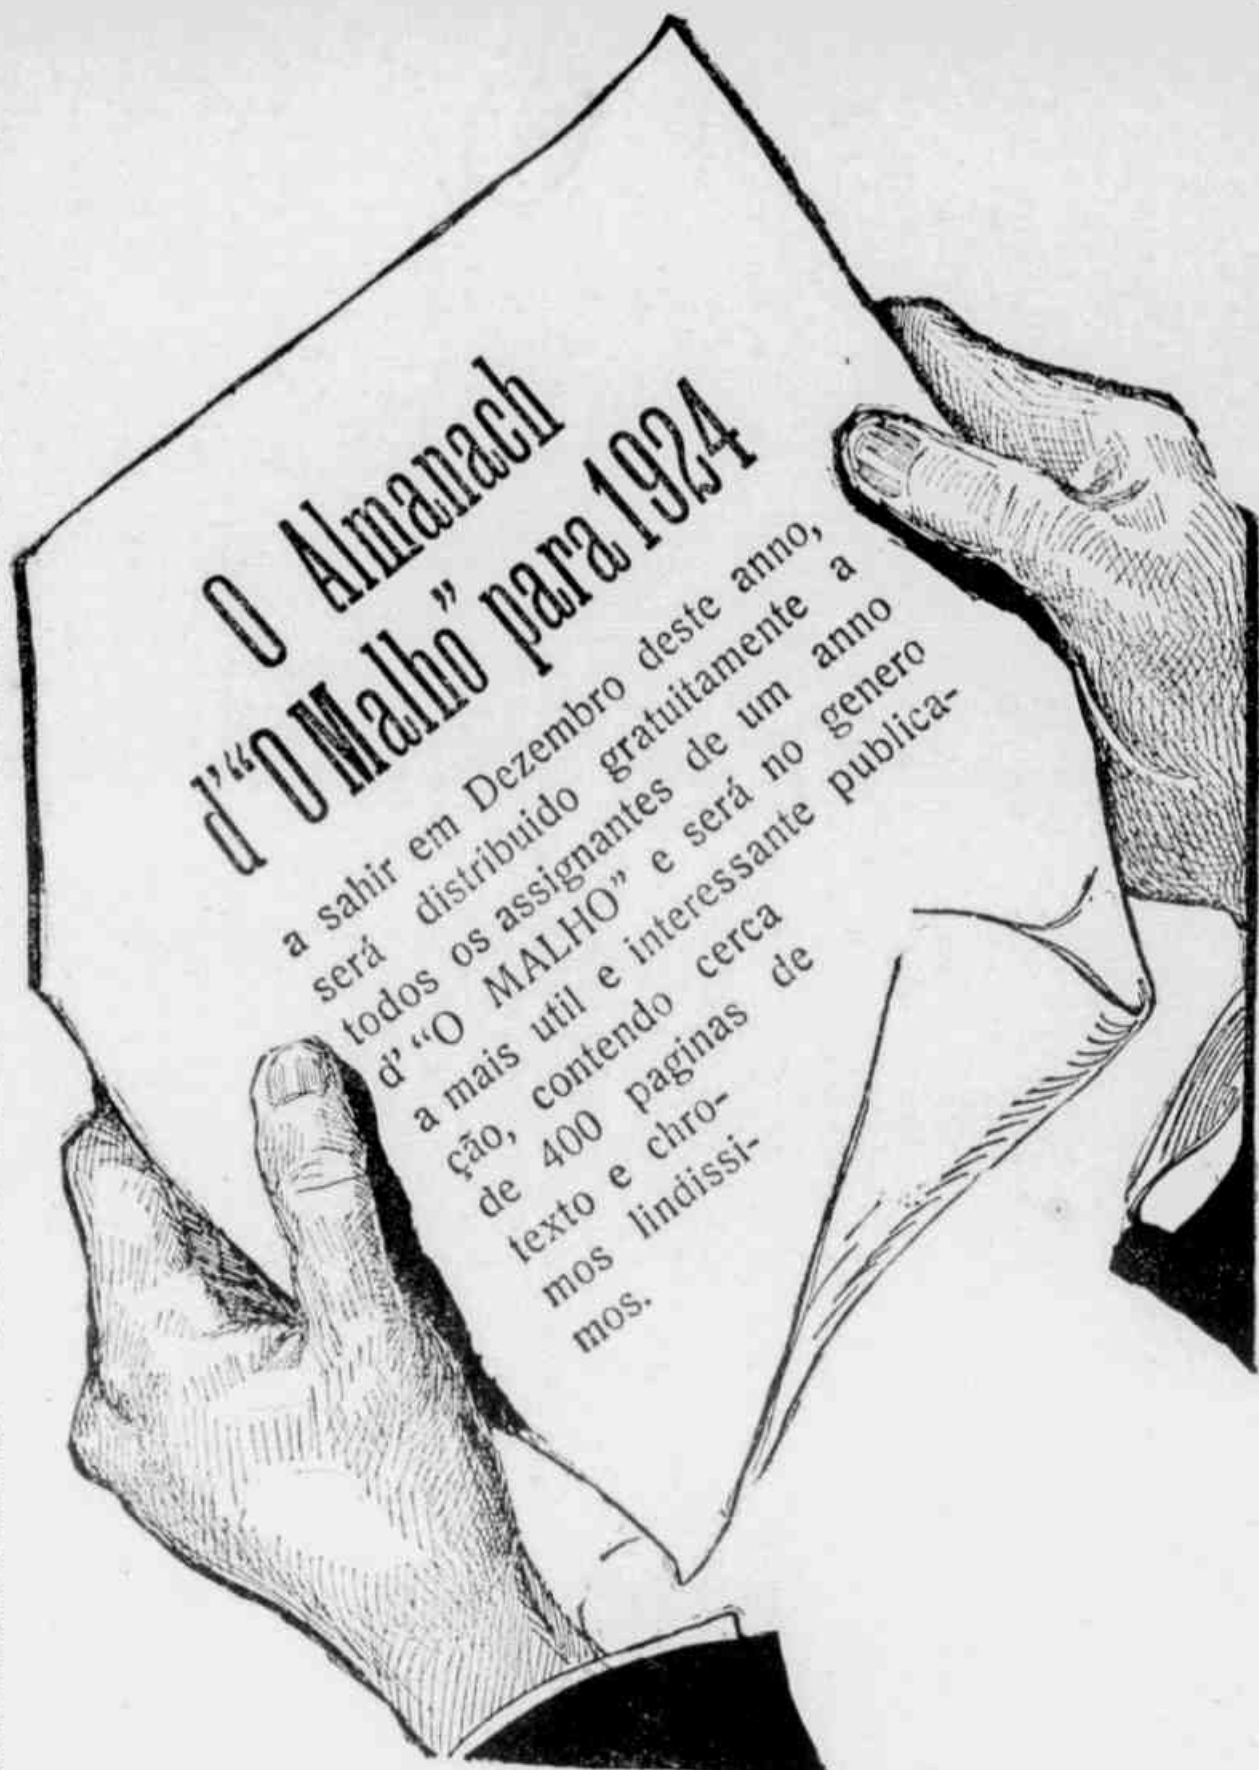 O Almanach
d'“O Malho” para 1924
a sahir em Dezembro deste anno,
será distribuido gratuitamente a
todos os assignantes de um anno
d' “O MALHO” e será no genero
a mais util e interessante publica-
ção, contendo cerca
de 400 paginas de
texto e chro-
mos lindissi-
mos.